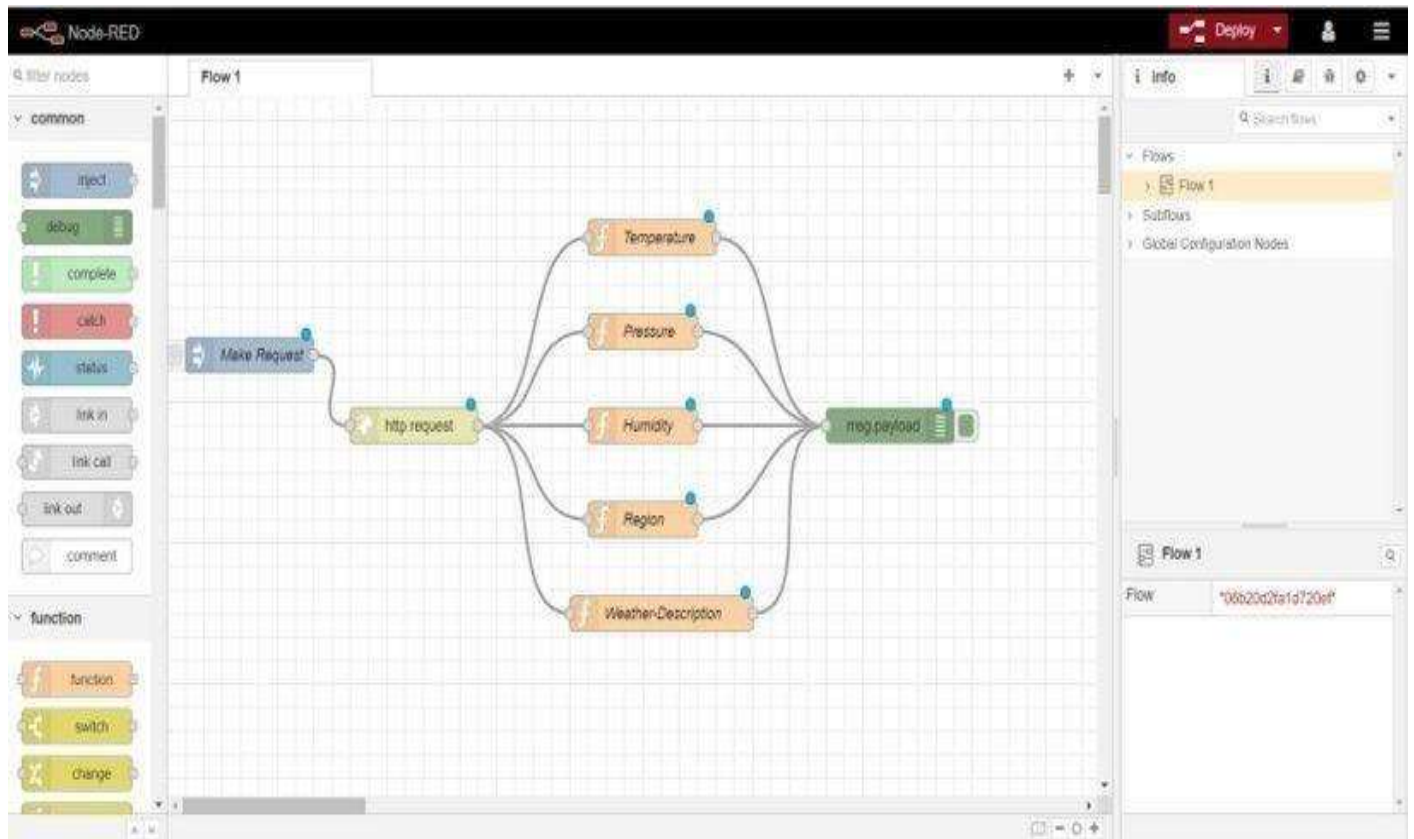 Node-RED
Deploy
filter nodes
Flow 1
i info
common
Search flows
inject
debug
complete
catch
status
link in
link call
link out
comment
function
function
switch
change
Make Request
http request
Temperature
Pressure
Humidity
Region
Weather-Description
msg.payload
Flows
Flow 1
Subflows
Global Configuration Nodes
Flow 1
Flow